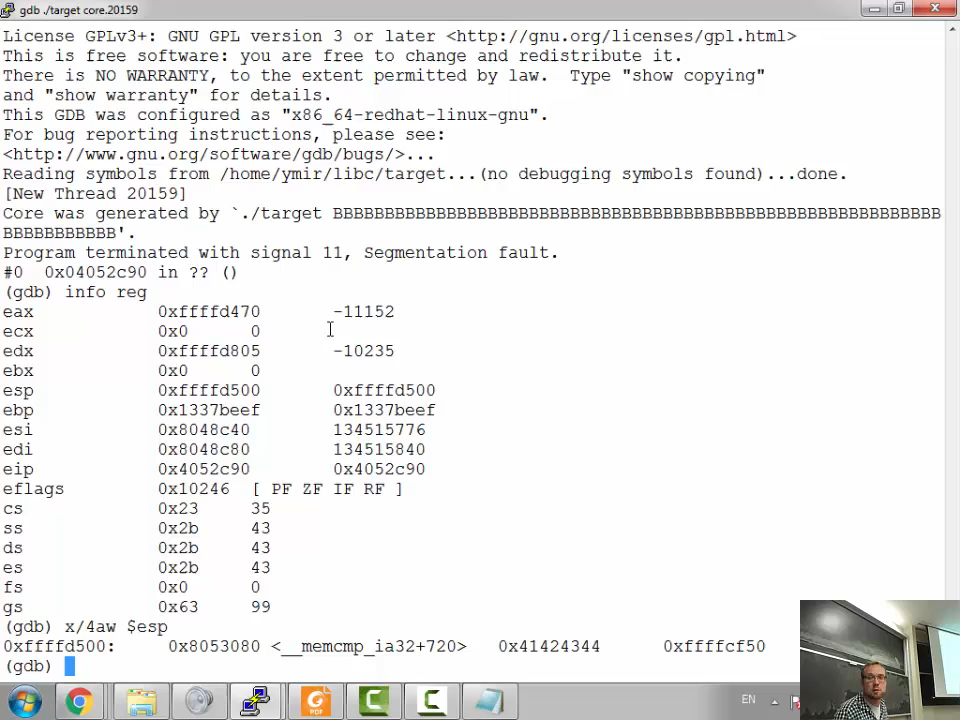 gdb ./target core.20159
License GPLv3+: GNU GPL version 3 or later <http://gnu.org/licenses/gpl.html>
This is free software: you are free to change and redistribute it.
There is NO WARRANTY, to the extent permitted by law.  Type "show copying"
and "show warranty" for details.
This GDB was configured as "x86_64-redhat-linux-gnu".
For bug reporting instructions, please see:
<http://www.gnu.org/software/gdb/bugs/>...
Reading symbols from /home/ymir/libc/target...(no debugging symbols found)...done.
[New Thread 20159]
Core was generated by `./target BBBBBBBBBBBBBBBBBBBBBBBBBBBBBBBBBBBBBBBBBBBBBBBBBBBBBBBBBBB
BBBBBBBBBBB'.
Program terminated with signal 11, Segmentation fault.
#0  0x04052c90 in ?? ()
(gdb) info reg
eax            0xffffd470       -11152
ecx            0x0      0
edx            0xffffd805       -10235
ebx            0x0      0
esp            0xffffd500       0xffffd500
ebp            0x1337beef       0x1337beef
esi            0x8048c40        134515776
edi            0x8048c80        134515840
eip            0x4052c90        0x4052c90
eflags         0x10246  [ PF ZF IF RF ]
cs             0x23     35
ss             0x2b     43
ds             0x2b     43
es             0x2b     43
fs             0x0      0
gs             0x63     99
(gdb) x/4aw $esp
0xffffd500:     0x8053080 <__memcmp_ia32+720>   0x41424344      0xffffcf50
(gdb)
PDF
EN